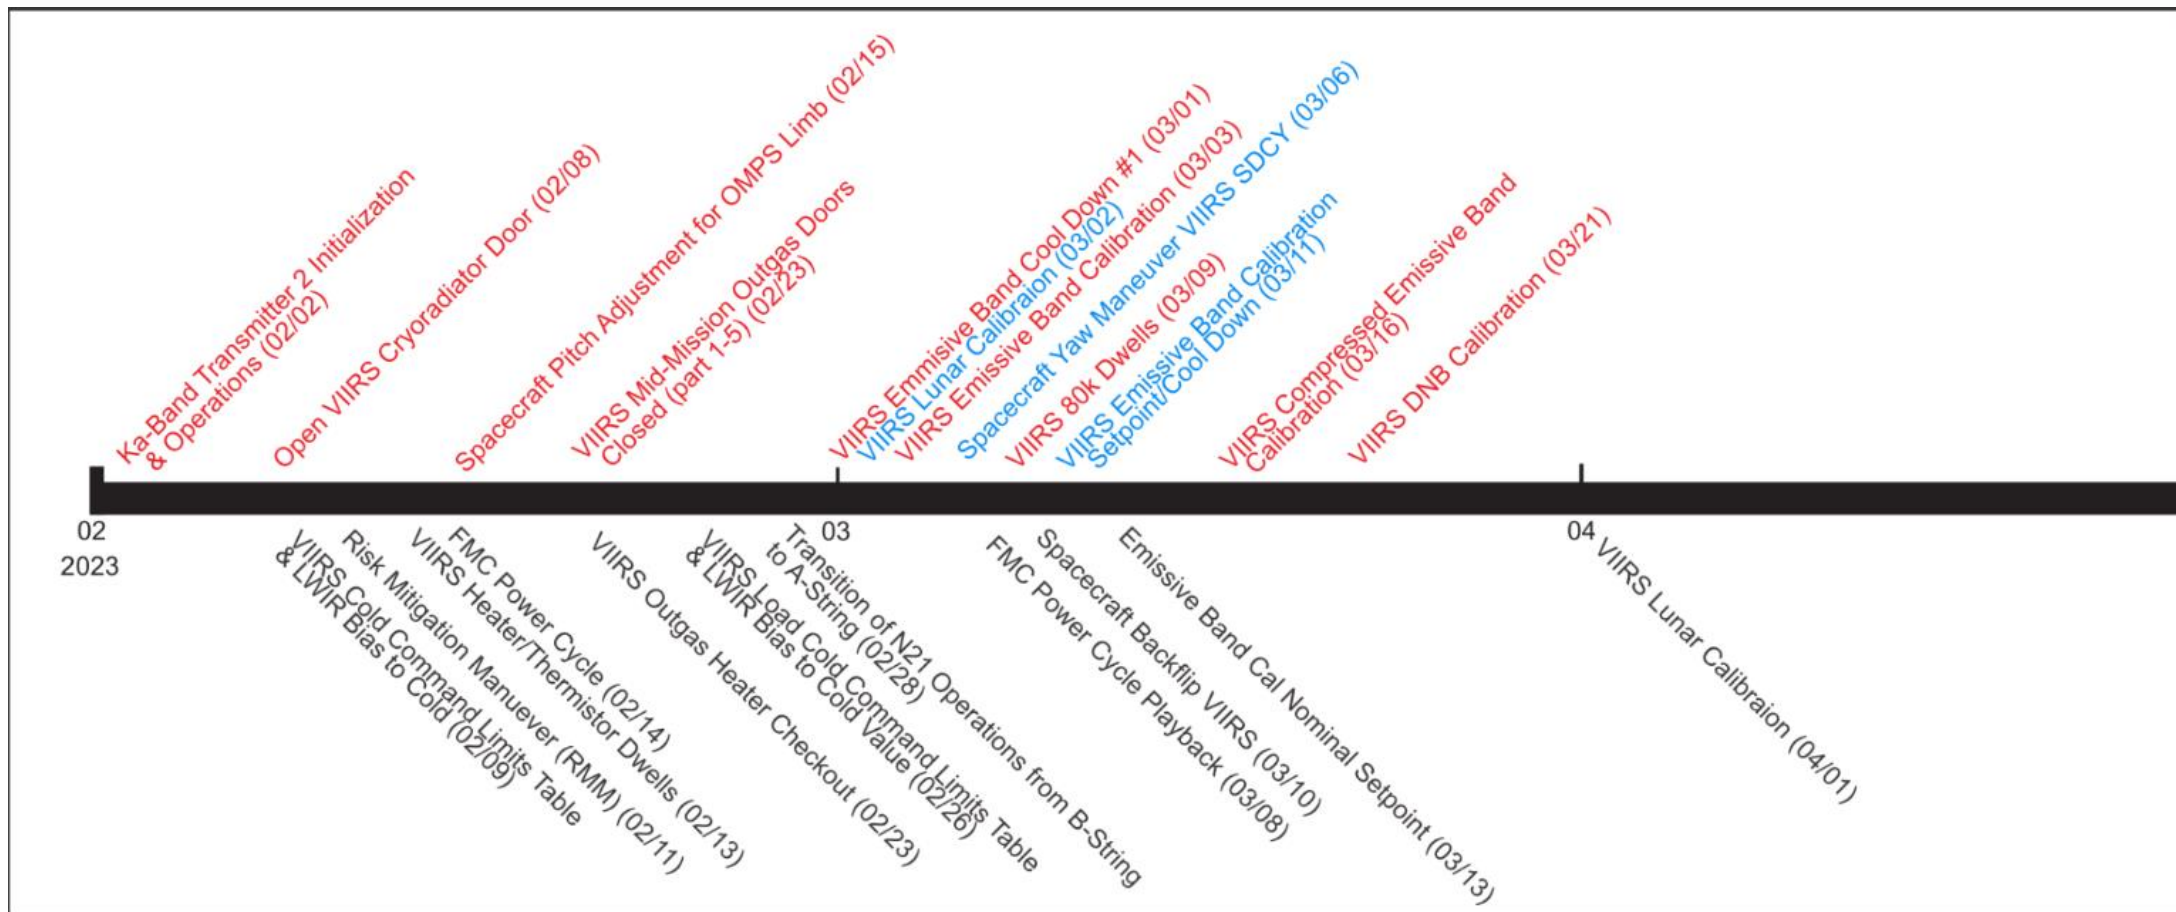 Ka-Band Transmitter 2 Initialization
& Operations (02/02)
Open VIIRS Cryoradiator Door (02/08)
Spacecraft Pitch Adjustment for OMPS Limb (02/15)
VIIRS Mid-Mission Outgas Doors
Closed (part 1-5) (02/23)
VIIRS Emmisive Band Cool Down #1 (03/01)
VIIRS Lunar Calibraion (03/02)
VIIRS Emissive Band Calibration (03/03)
Spacecraft Yaw Maneuver VIIRS SDCY (03/06)
VIIRS 80k Dwells (03/09)
VIIRS Emissive Band Calibration
Setpoint/Cool Down (03/11)
VIIRS Compressed Emissive Band
Calibration (03/16)
VIIRS DNB Calibration (03/21)
02
03
04
2023
VIIRS Cold Command Limits Table
& LWIR Bias to Cold (02/09)
Risk Mitigation Manuever (RMM) (02/11)
VIIRS Heater/Thermistor Dwells (02/13)
FMC Power Cycle (02/14)
VIIRS Outgas Heater Checkout (02/23)
VIIRS Load Cold Command Limits Table
& LWIR Bias to Cold Value (02/26)
Transition of N21 Operations from B-String
to A-String (02/28)
FMC Power Cycle Playback (03/08)
Spacecraft Backflip VIIRS (03/10)
Emissive Band Cal Nominal Setpoint (03/13)
VIIRS Lunar Calibraion (04/01)